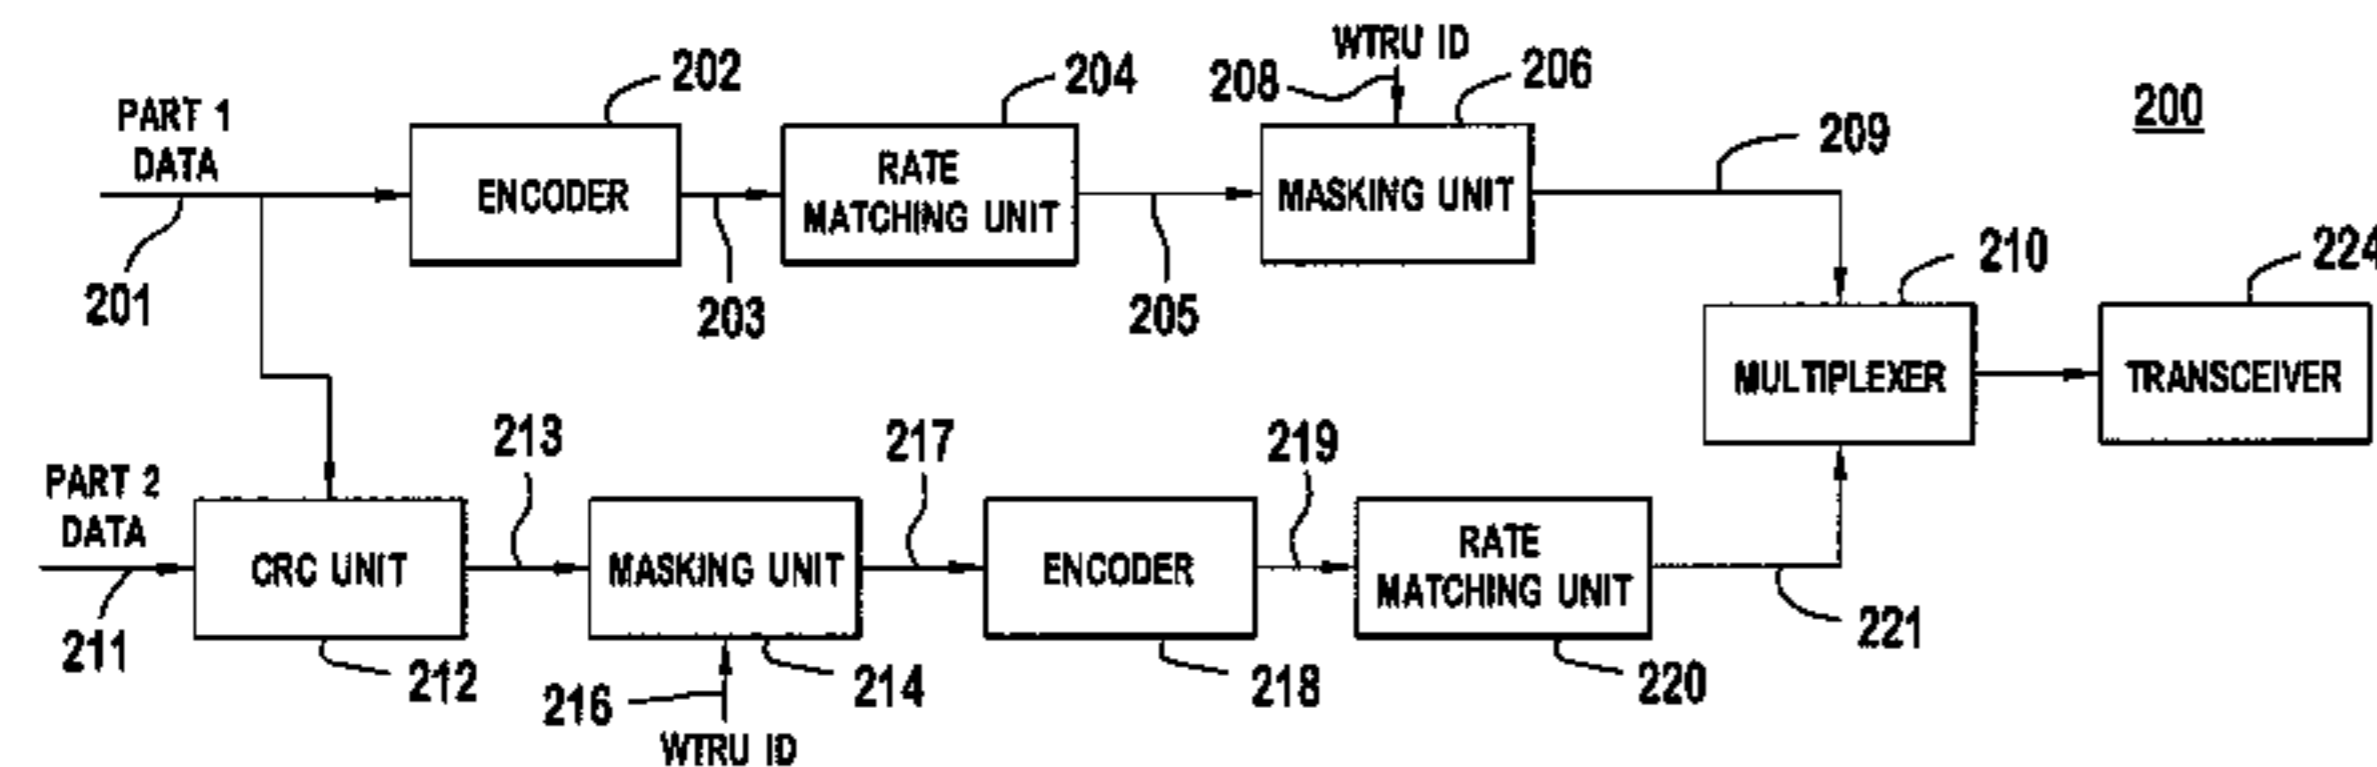 WTRU ID
202
204
208
206
200
PART 1
DATA
209
ENCODER
RATE
MATCHING UNIT
MASKING UNIT
210
224
201
203
205
MULTIPLEXER
TRANSCEIVER
213
217
219
PART 2
DATA
CRC UNIT
MASKING UNIT
ENCODER
RATE
MATCHING UNIT
221
211
212
216
214
218
220
WTRU ID